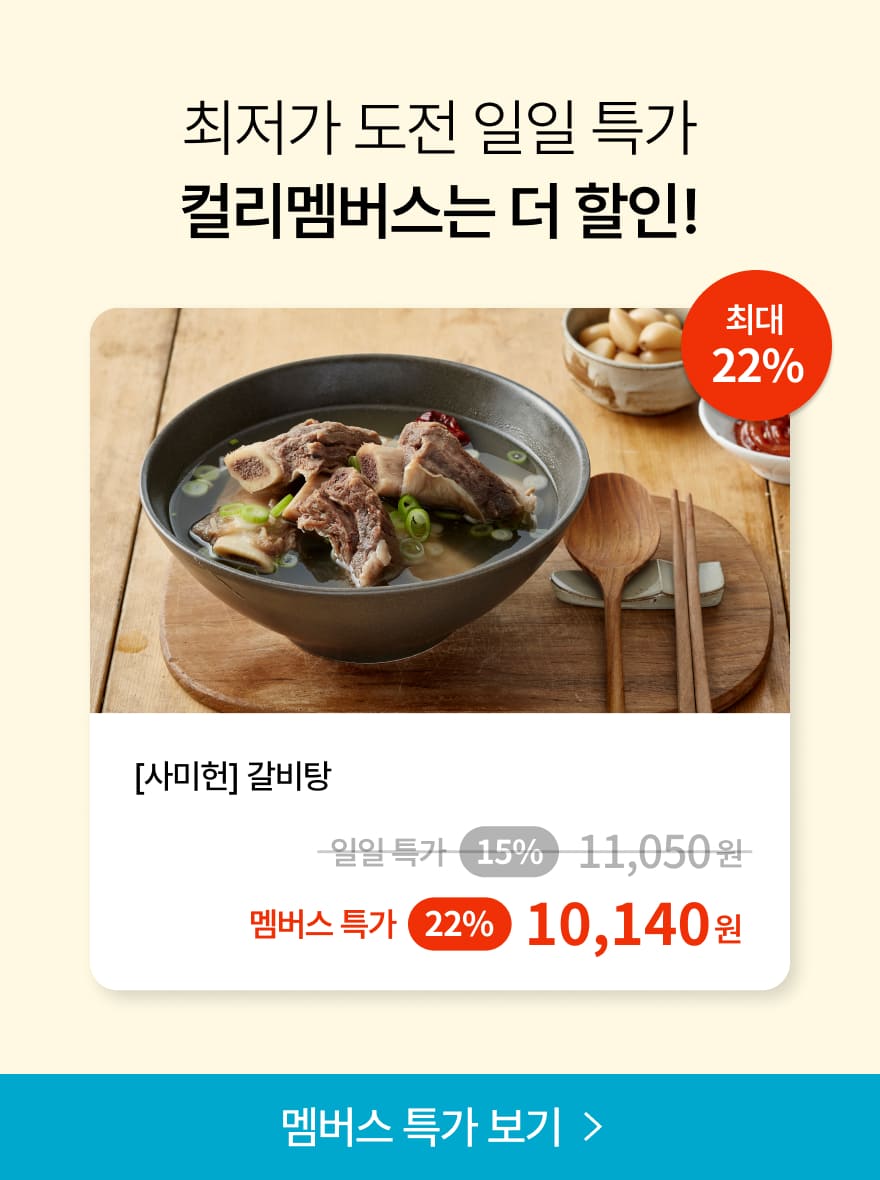 최저가 도전 일일 특가
컬리멤버스는 더 할인!
최대
22%
[사미헌] 갈비탕
일일 특가 15% 11,050원
멤버스 특가 22% 10,140원
멤버스 특가 보기 >